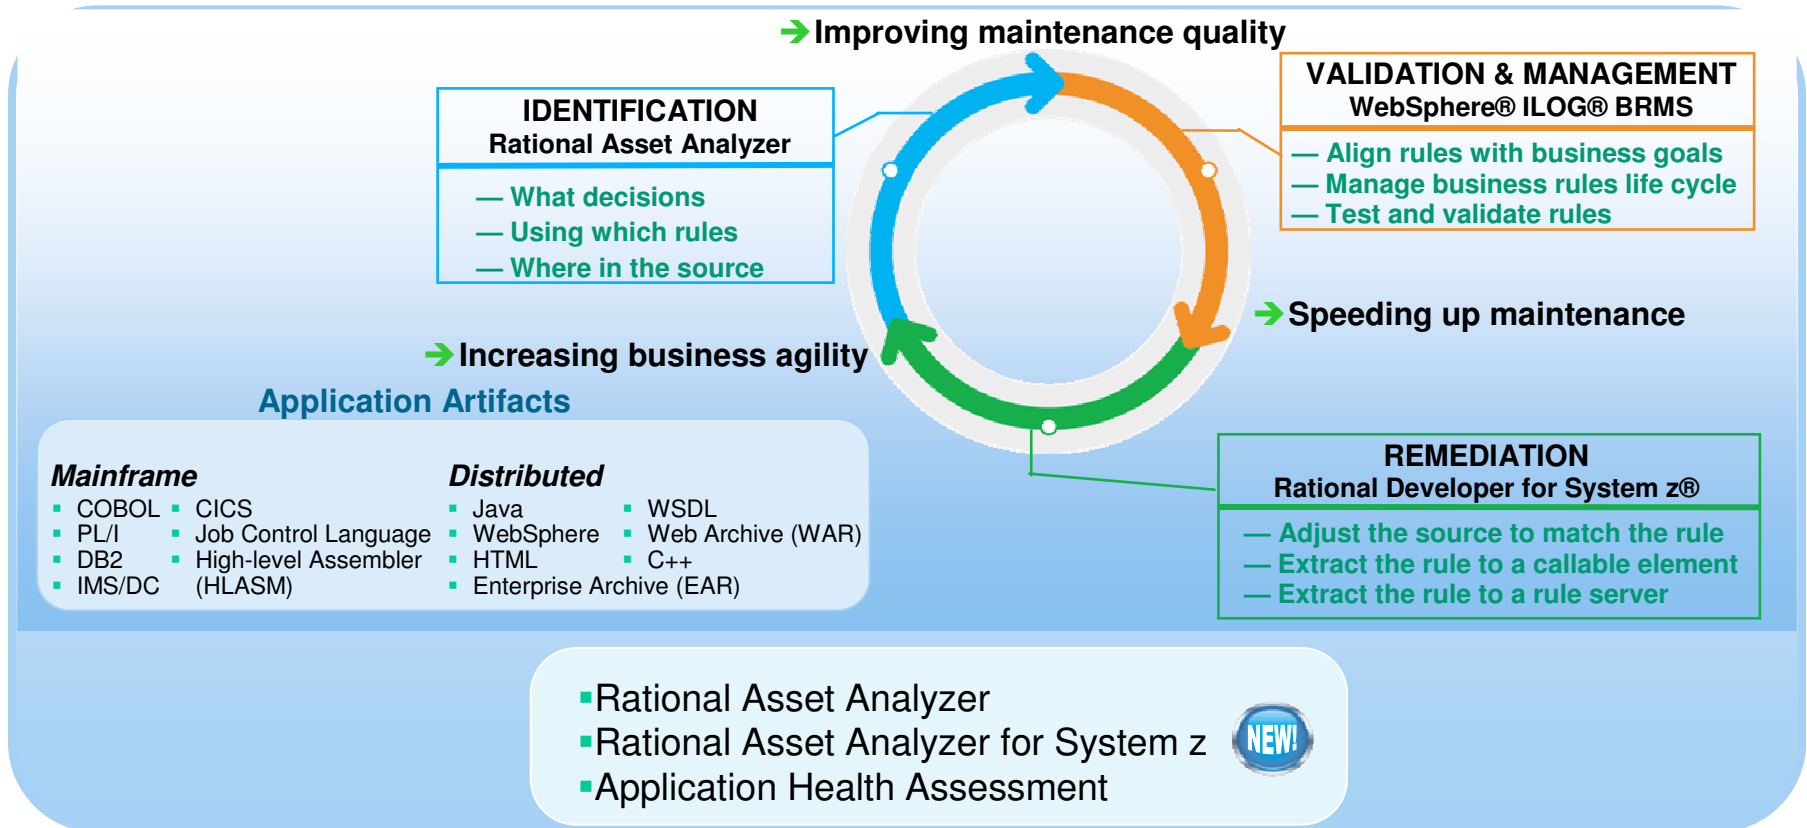 ➔ Improving maintenance quality
IDENTIFICATION
Rational Asset Analyzer
— What decisions
— Using which rules
— Where in the source
VALIDATION & MANAGEMENT
WebSphere® ILOG® BRMS
— Align rules with business goals
— Manage business rules life cycle
— Test and validate rules
➔ Speeding up maintenance
➔ Increasing business agility
Application Artifacts
Mainframe
▪ COBOL
▪ PL/I
▪ DB2
▪ IMS/DC
▪ CICS
▪ Job Control Language
▪ High-level Assembler
(HLASM)
Distributed
▪ Java
▪ WebSphere
▪ HTML
▪ Enterprise Archive (EAR)
▪ WSDL
▪ Web Archive (WAR)
▪ C++
REMEDIATION
Rational Developer for System z®
— Adjust the source to match the rule
— Extract the rule to a callable element
— Extract the rule to a rule server
▪Rational Asset Analyzer
▪Rational Asset Analyzer for System z
NEW!
▪Application Health Assessment